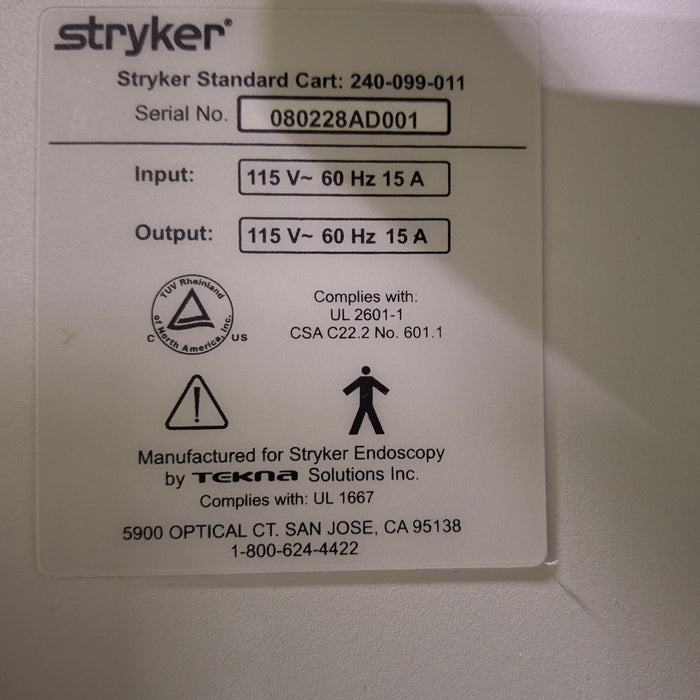 stryker®
Stryker Standard Cart: 240-099-011
Serial No. 080228AD001
Input: 115 V~ 60 Hz 15 A
Output: 115 V~ 60 Hz 15 A
TÜV Rheinland
of North America, Inc.
C US
Complies with:
UL 2601-1
CSA C22.2 No. 601.1
!
Manufactured for Stryker Endoscopy
by TEKNA Solutions Inc.
Complies with: UL 1667
5900 OPTICAL CT. SAN JOSE, CA 95138
1-800-624-4422